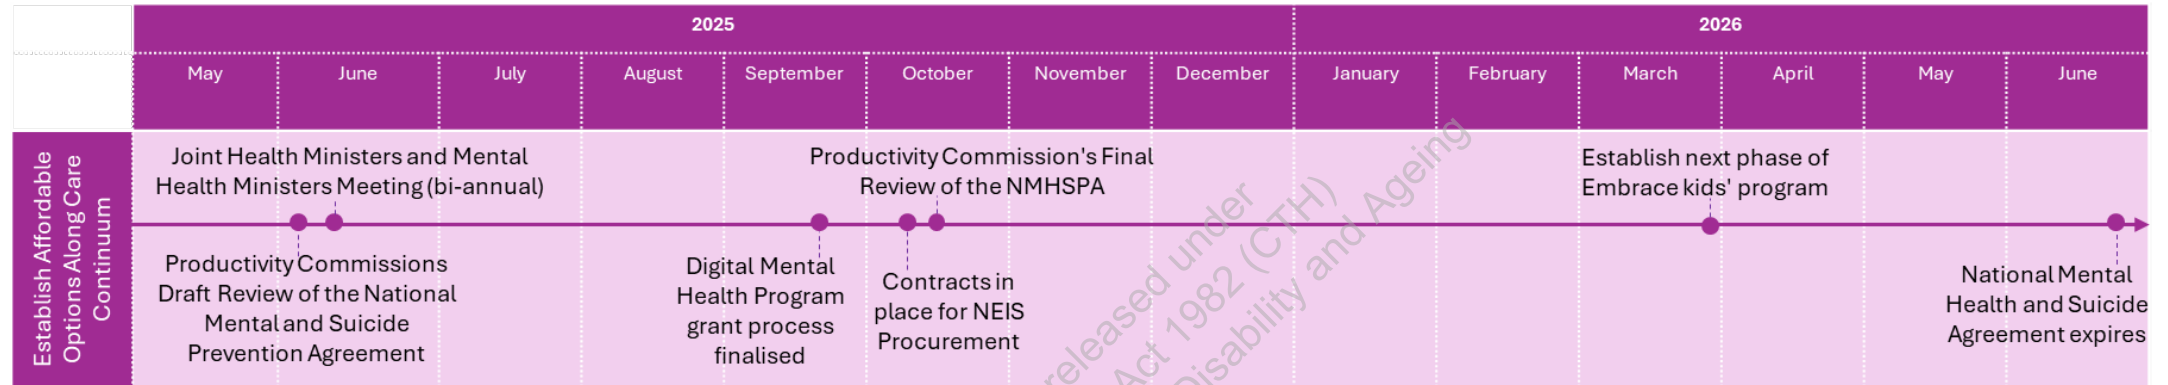 2025
2026
May
June
July
August
September
October
November
December
January
February
March
April
May
June
Establish Affordable
Options Along Care
Continuum
Joint Health Ministers and Mental
Health Ministers Meeting (bi-annual)
Productivity Commissions
Draft Review of the National
Mental and Suicide
Prevention Agreement
Digital Mental
Health Program
grant process
finalised
Productivity Commission's Final
Review of the NMHSPA
Contracts in
place for NEIS
Procurement
Establish next phase of
Embrace kids' program
National Mental
Health and Suicide
Agreement expires
released under
Act 1982 (CTH)
Disability and Ageing